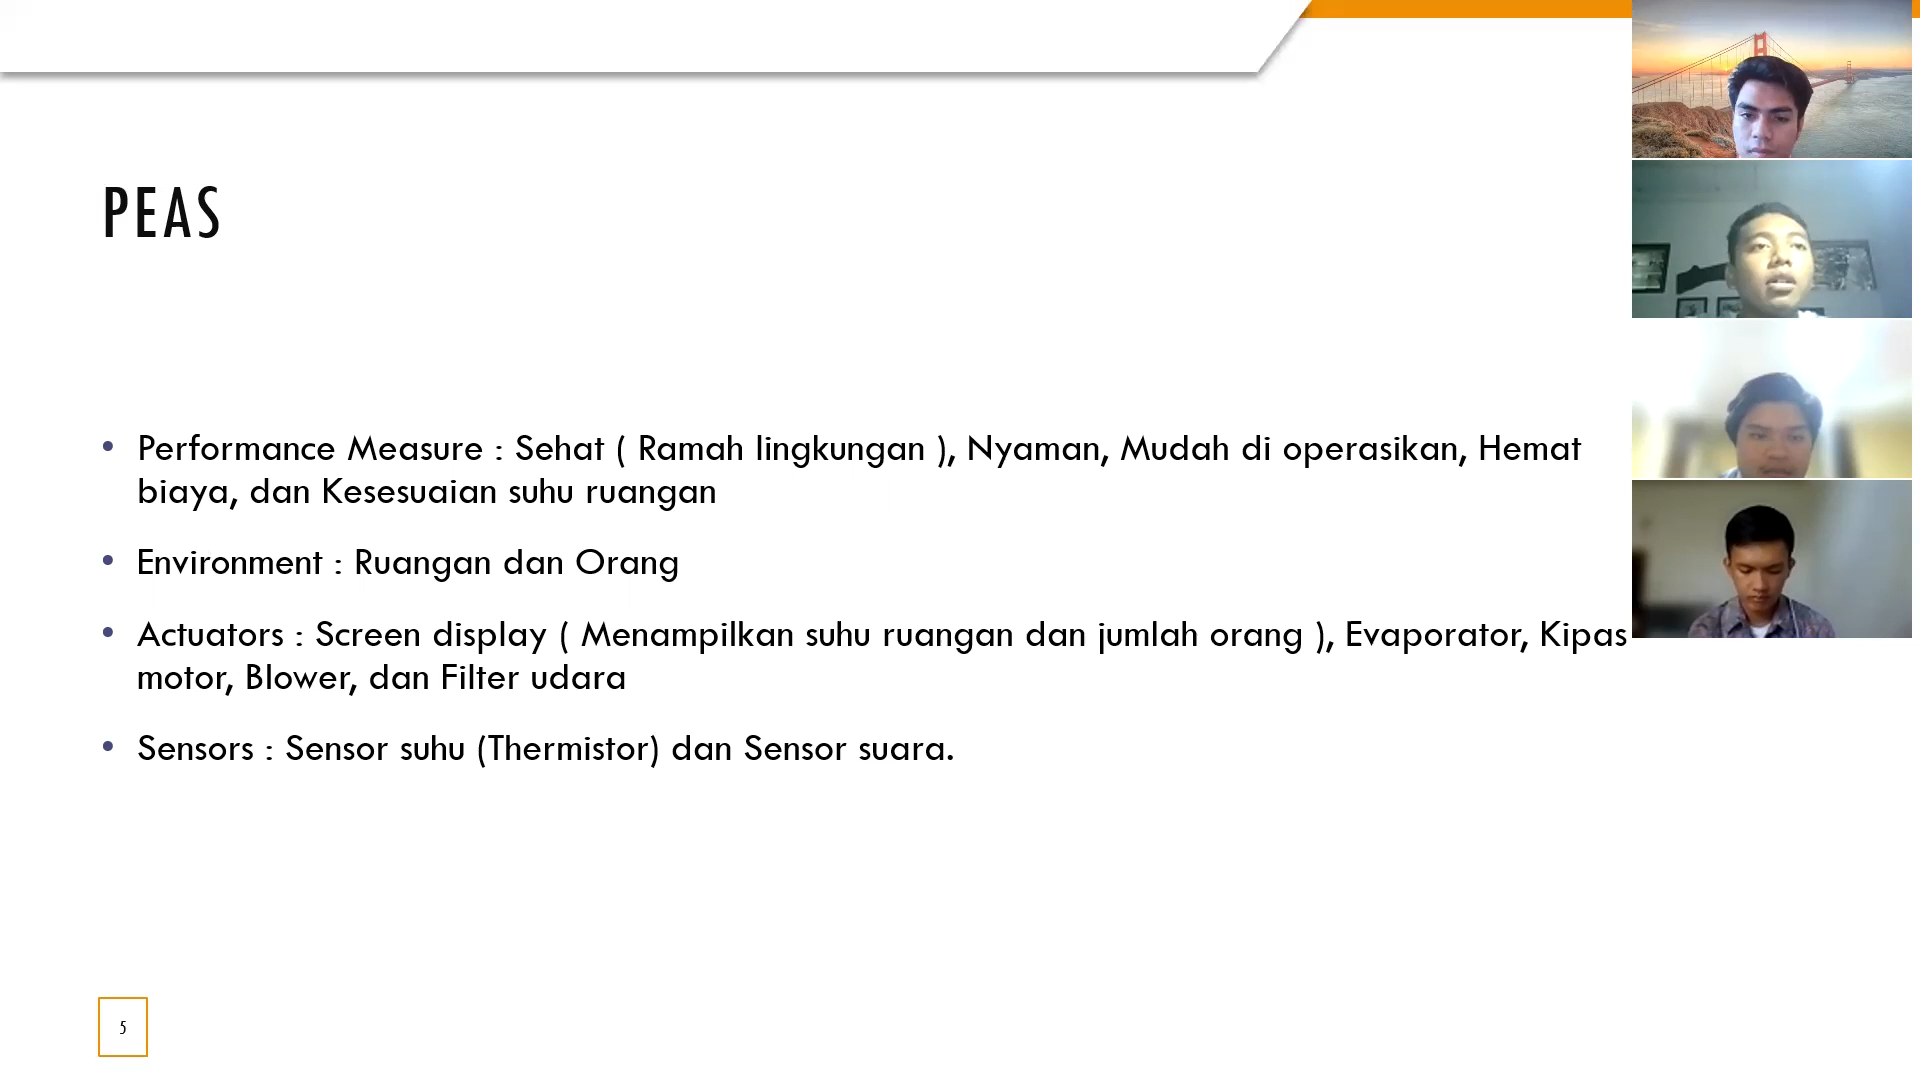 PEAS
• Performance Measure : Sehat ( Ramah lingkungan ), Nyaman, Mudah di operasikan, Hemat
biaya, dan Kesesuaian suhu ruangan
• Environment : Ruangan dan Orang
• Actuators : Screen display ( Menampilkan suhu ruangan dan jumlah orang ), Evaporator, Kipas
motor, Blower, dan Filter udara
• Sensors : Sensor suhu (Thermistor) dan Sensor suara.
5